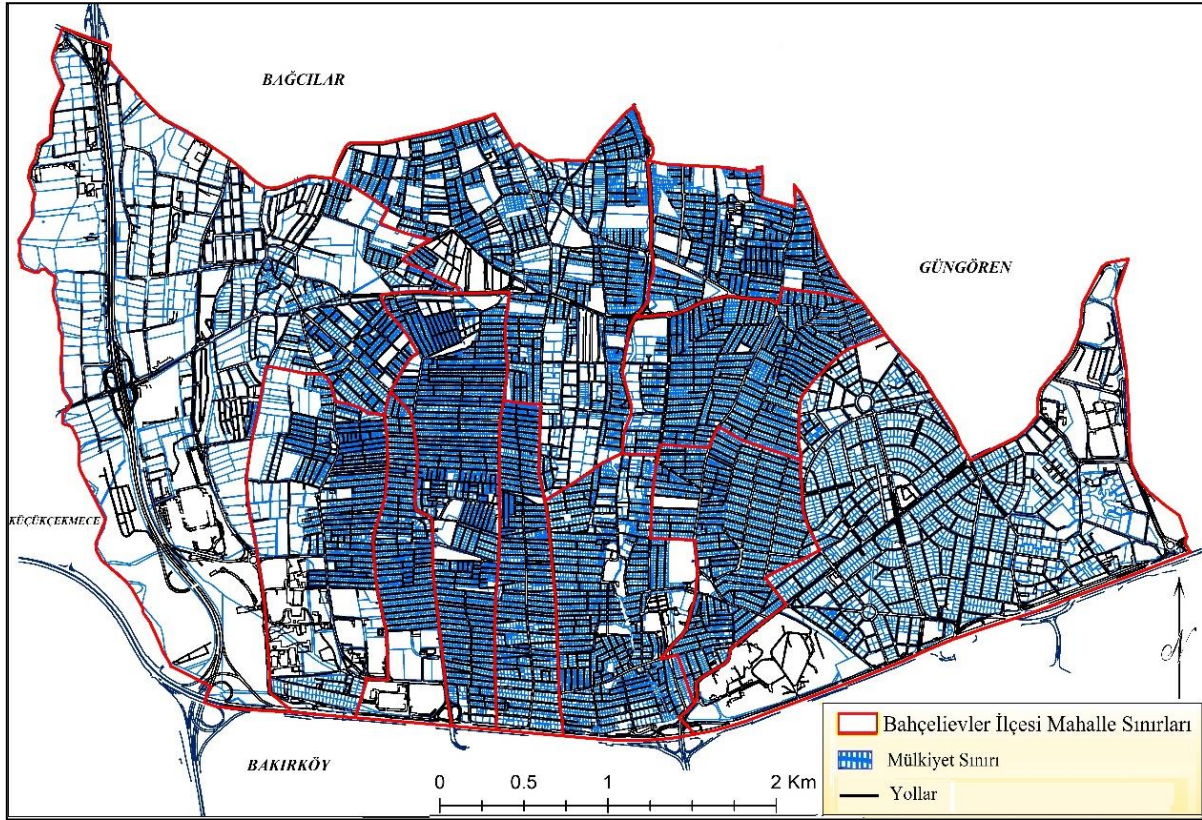 BAĞCILAR
GÜNGÖREN
KÜÇÜKÇEKMECE
BAKIRKÖY
N
0 0.5 1 2 Km
Bahçelievler İlçesi Mahalle Sınırları
Mülkiyet Sınırı
Yollar